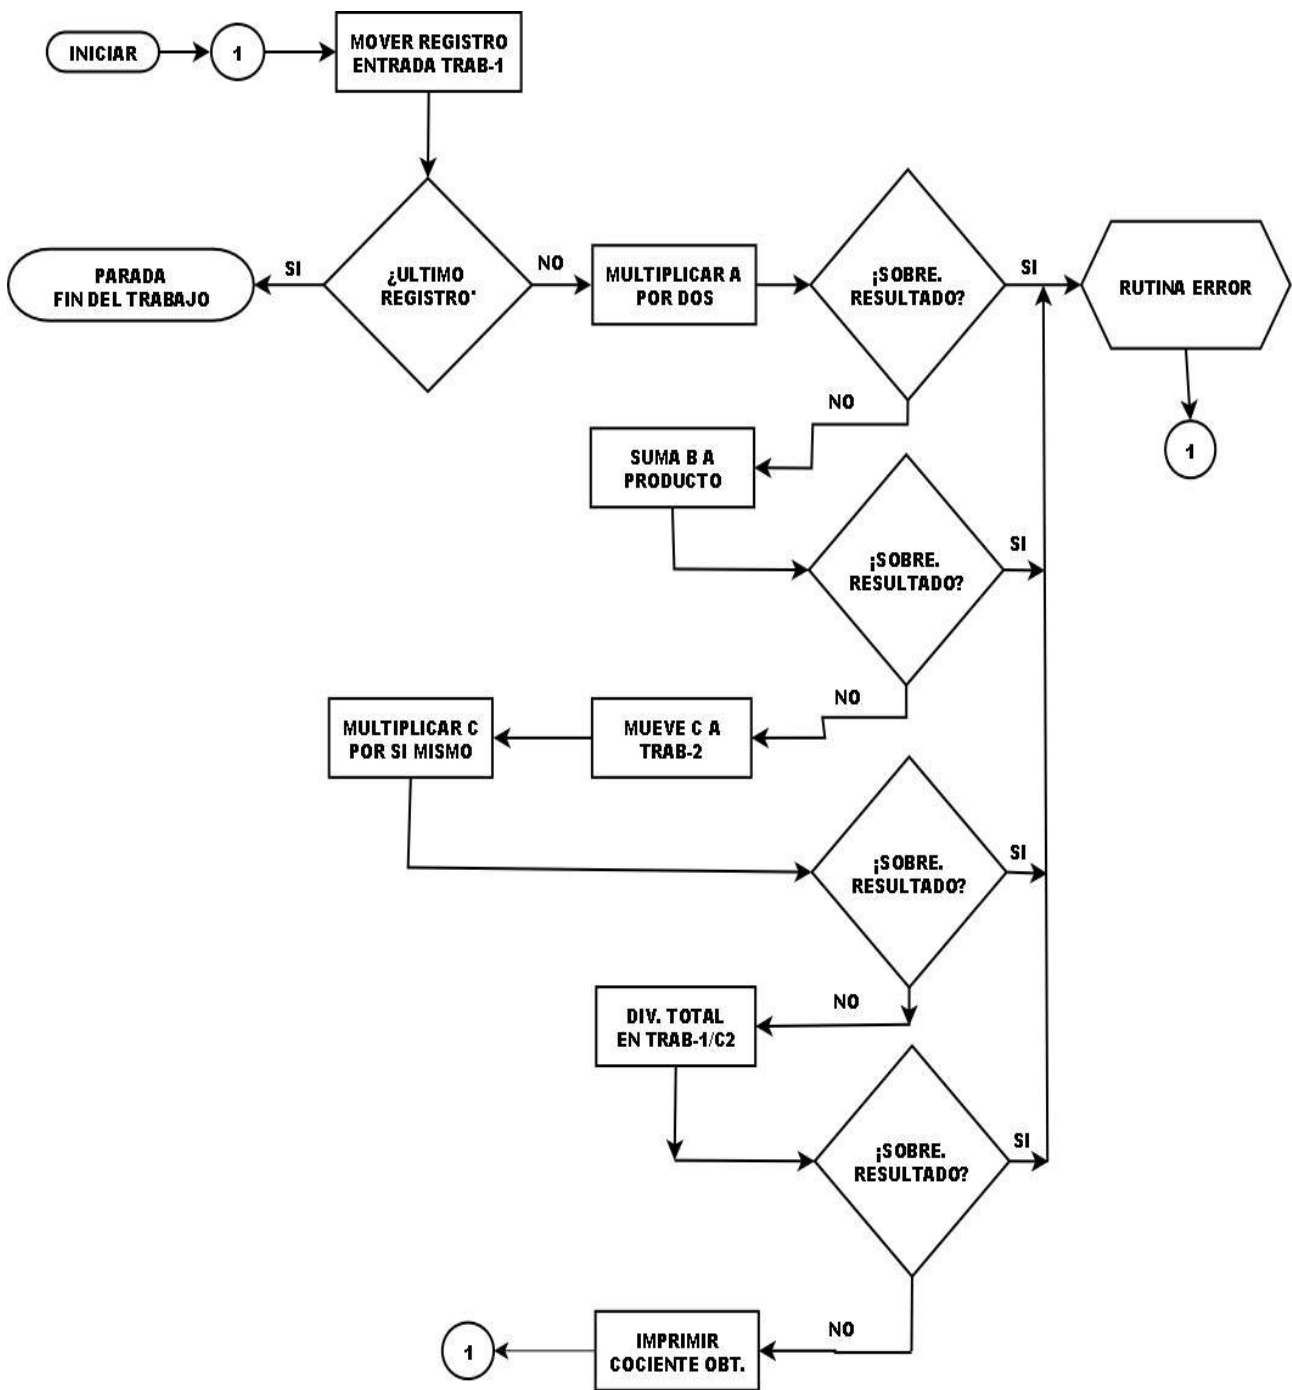 INICIAR
1
MOVER REGISTRO
ENTRADA TRAB-1
¿ULTIMO
REGISTRO*
SI
PARADA
FIN DEL TRABAJO
NO
MULTIPLICAR A
POR DOS
¡SOBRE.
RESULTADO?
SI
RUTINA ERROR
1
NO
SUMA B A
PRODUCTO
¡SOBRE.
RESULTADO?
SI
NO
MUEVE C A
TRAB-2
MULTIPLICAR C
POR SI MISMO
¡SOBRE.
RESULTADO?
SI
NO
DIV. TOTAL
EN TRAB-1/C2
¡SOBRE.
RESULTADO?
SI
NO
IMPRIMIR
COCIENTE OBT.
1